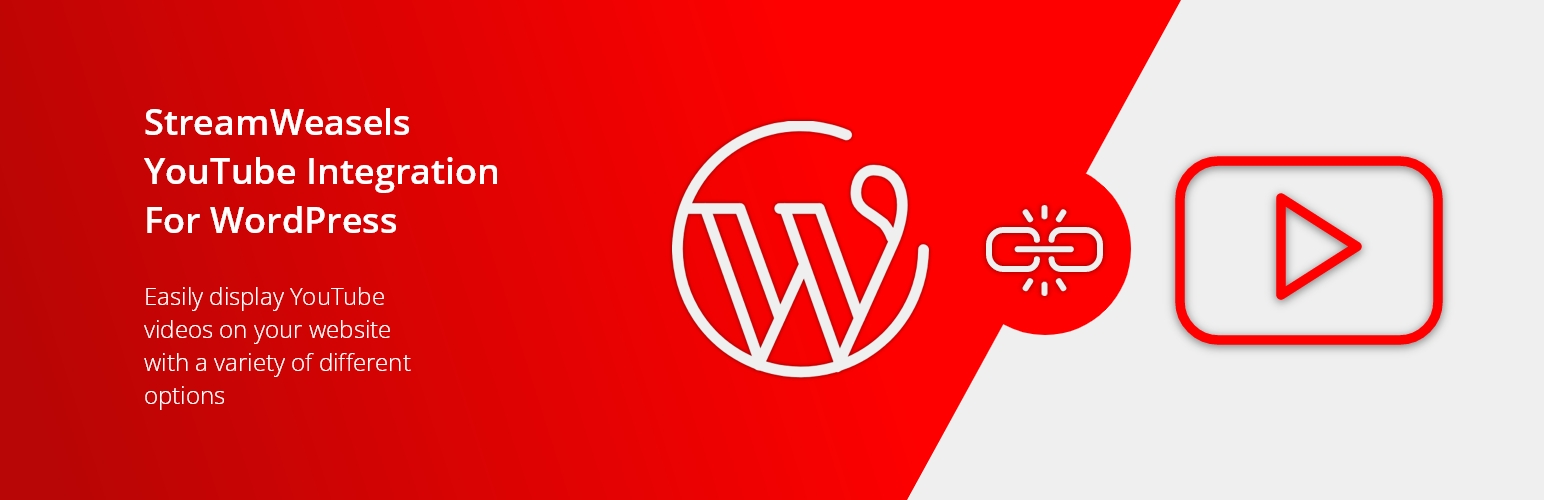 StreamWeasels
YouTube Integration
For WordPress
Easily display YouTube
videos on your website
with a variety of different
options